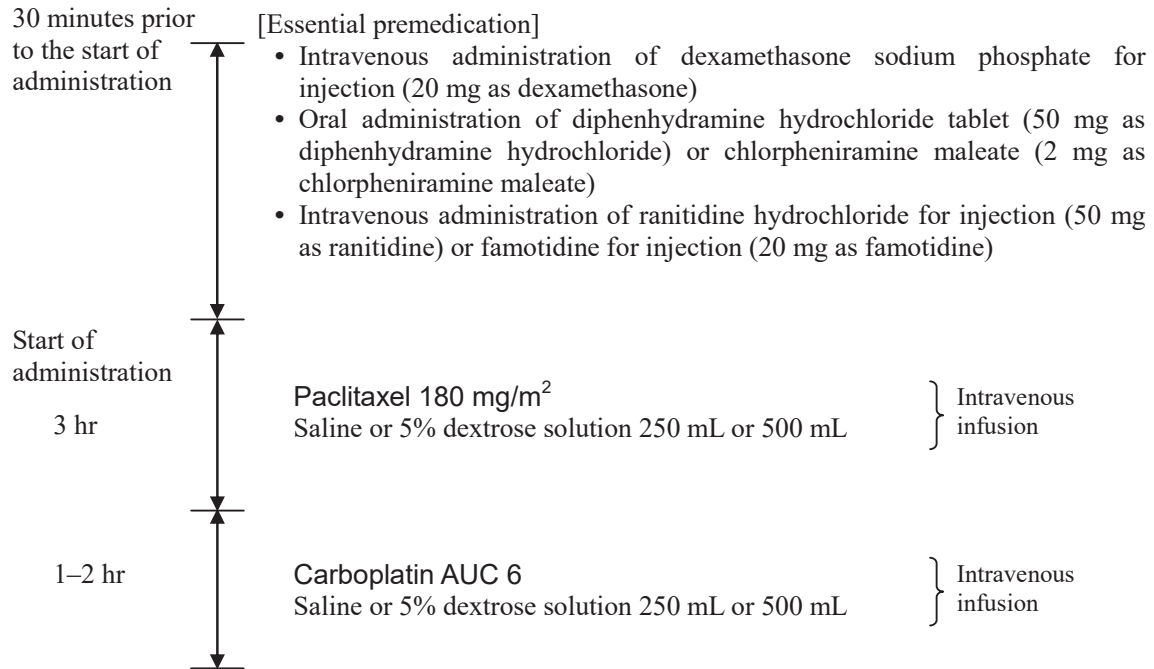 30 minutes prior
to the start of
administration
[Essential premedication]
• Intravenous administration of dexamethasone sodium phosphate for
injection (20 mg as dexamethasone)
• Oral administration of diphenhydramine hydrochloride tablet (50 mg as
diphenhydramine hydrochloride) or chlorpheniramine maleate (2 mg as
chlorpheniramine maleate)
• Intravenous administration of ranitidine hydrochloride for injection (50 mg
as ranitidine) or famotidine for injection (20 mg as famotidine)
Start of
administration
3 hr
Paclitaxel 180 mg/m²
Saline or 5% dextrose solution 250 mL or 500 mL
Intravenous
infusion
1–2 hr
Carboplatin AUC 6
Saline or 5% dextrose solution 250 mL or 500 mL
Intravenous
infusion